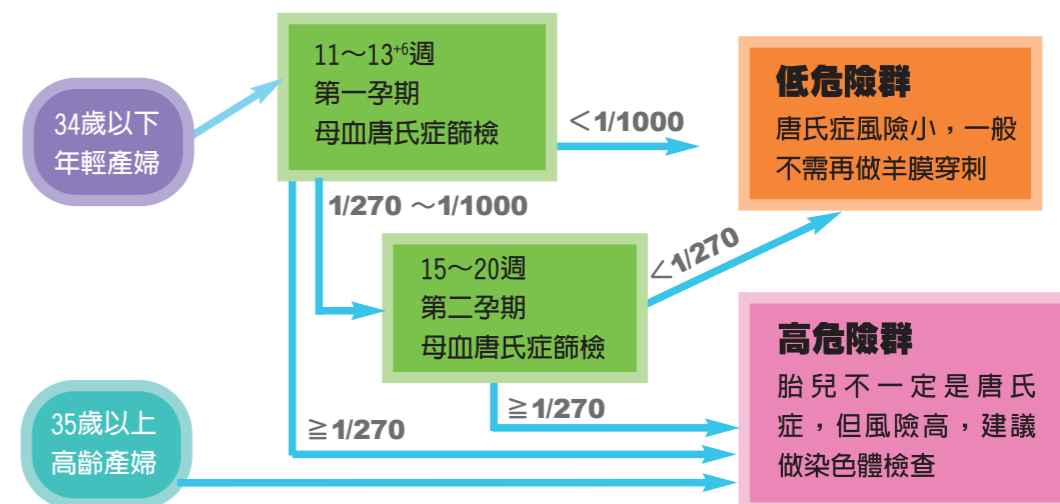 34歲以下
年輕產婦
11～13⁺⁶週
第一孕期
母血唐氏症篩檢
＜1/1000
低危險群
唐氏症風險小，一般
不需再做羊膜穿刺
1/270 ～1/1000
15～20週
第二孕期
母血唐氏症篩檢
∠1/270
高危險群
胎兒不一定是唐氏
症，但風險高，建議
做染色體檢查
≧1/270
≧1/270
35歲以上
高齡產婦